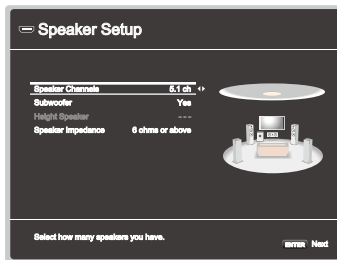 Speaker Setup
Speaker Channels 5.1 ch
Subwoofer Yes
Height Speaker ---
Speaker Impedance 6 ohms or above
Select how many speakers you have.
ENTER Next